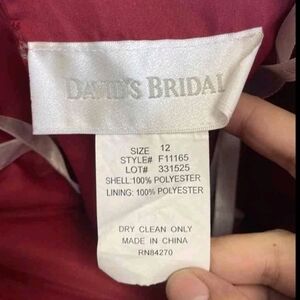 DAVID'S BRIDAL
SIZE 12
STYLE# F11165
LOT# 331525
SHELL:100% POLYESTER
LINING: 100% POLYESTER
DRY CLEAN ONLY
MADE IN CHINA
RN84270